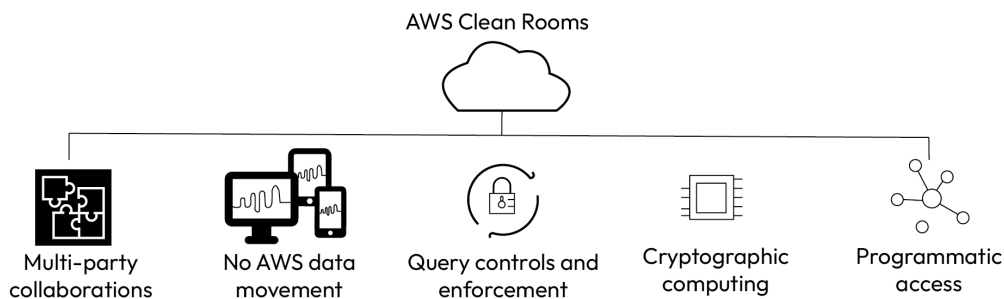 AWS Clean Rooms
Multi-party
collaborations
No AWS data
movement
Query controls and
enforcement
Cryptographic
computing
Programmatic
access